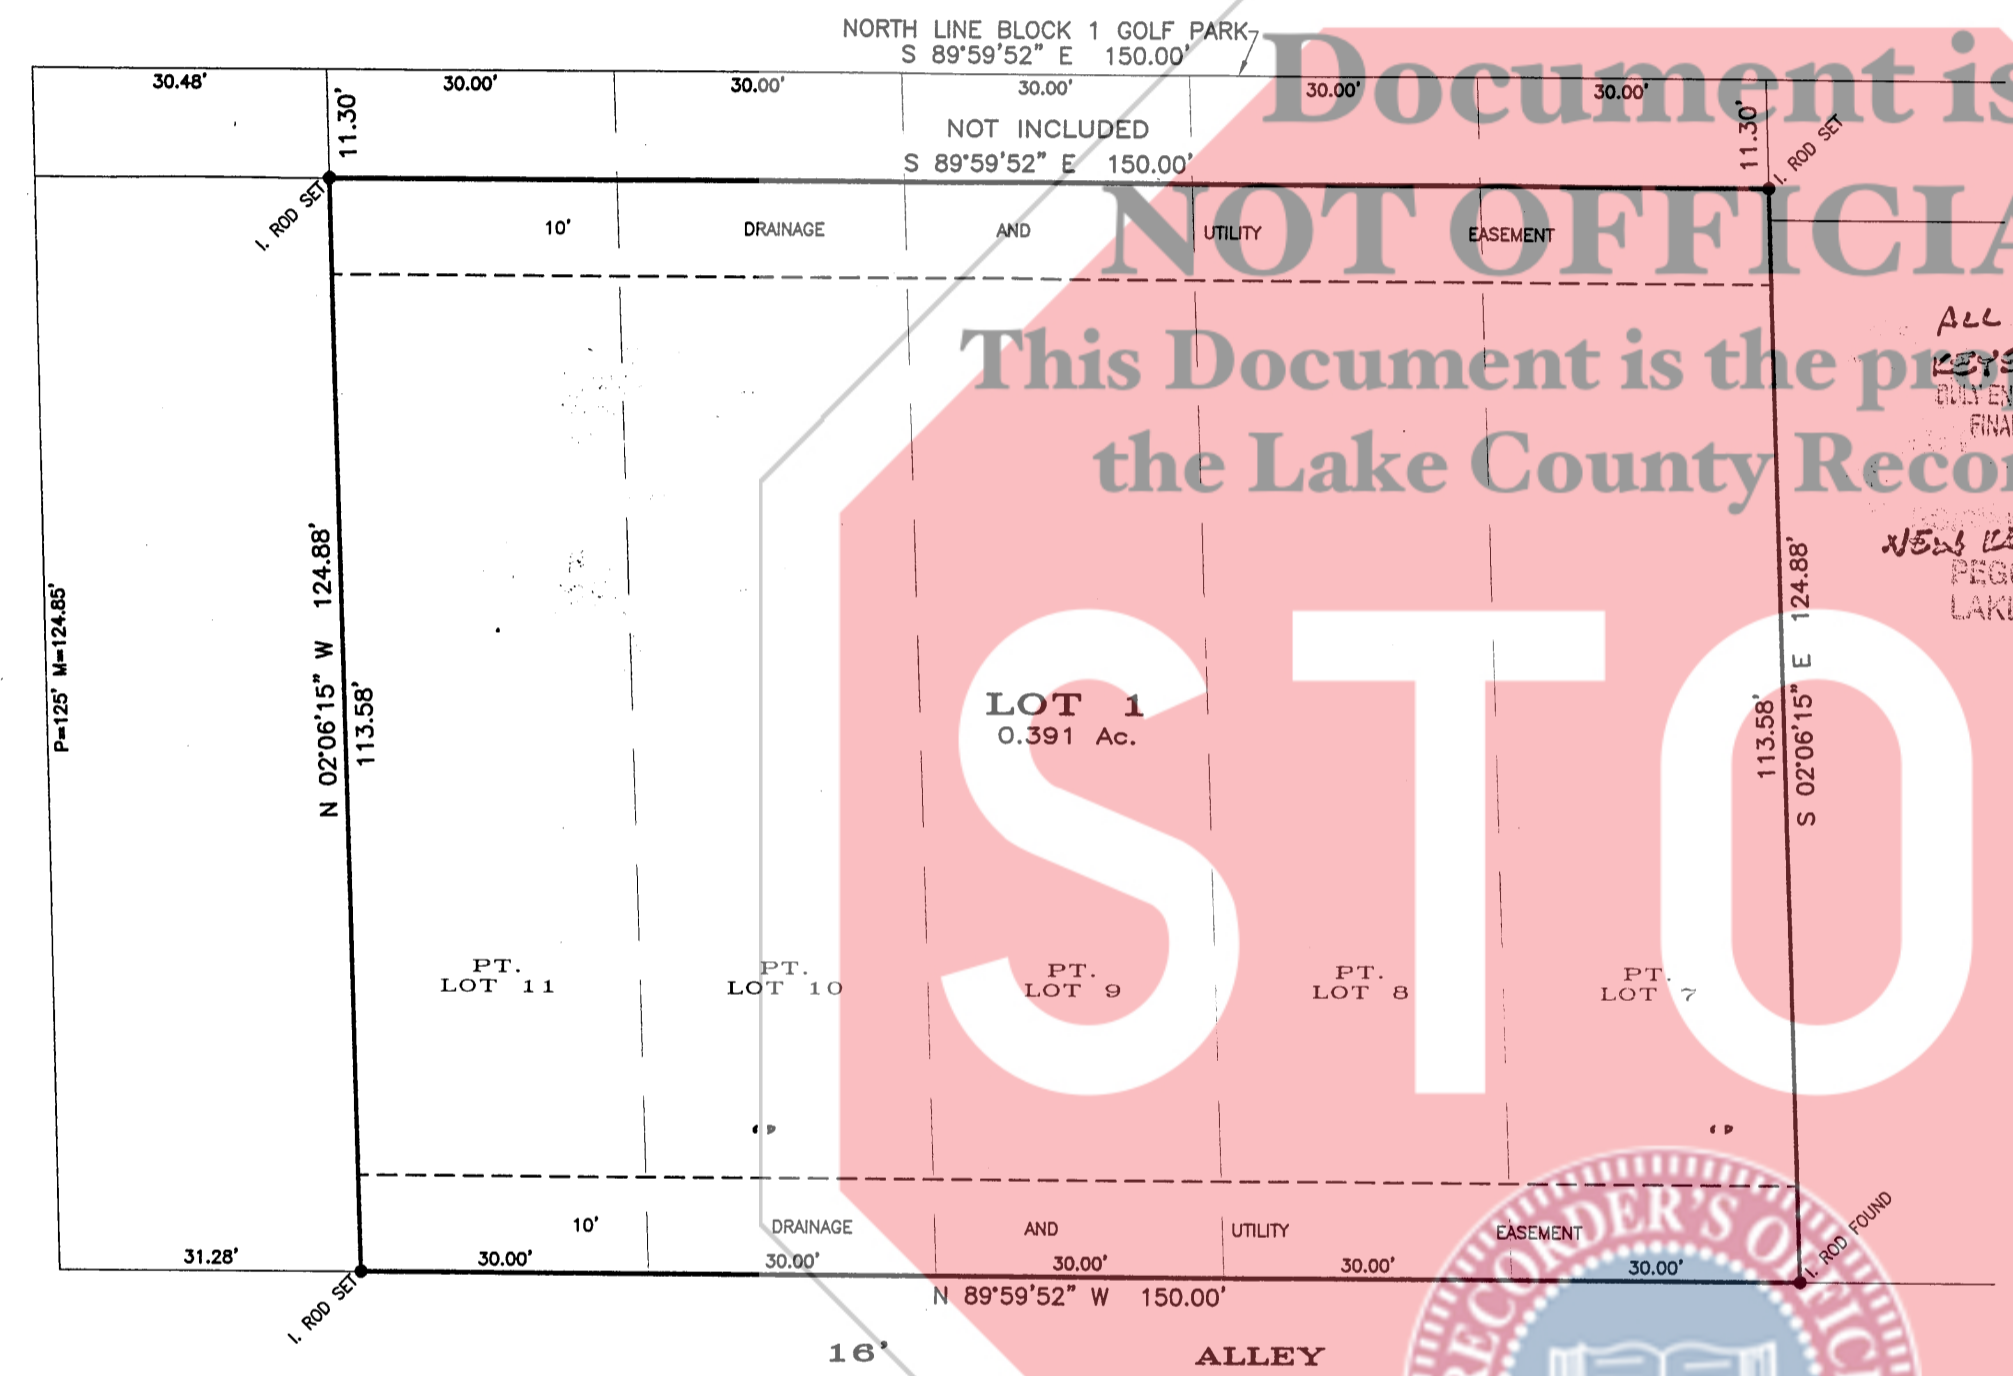 NORTH LINE BLOCK 1 GOLF PARK
S 89°59'52" E 150.00'
30.48'
30.00'
30.00'
30.00'
30.00'
30.00'
11.30'
11.30'
NOT INCLUDED
S 89°59'52" E 150.00'
I. ROD SET
I. ROD SET
10' DRAINAGE AND UTILITY EASEMENT
Document is
NOT OFFICIA
This Document is the pro
the Lake County Recor
ALL
FINA
NEW
P=125' M=124.85'
N 02°06'15" W 124.88'
113.58'
LOT 1
0.391 Ac.
113.58'
S 02°06'15" E 124.88'
STO
PT.
LOT 11
PT.
LOT 10
PT.
LOT 9
PT.
LOT 8
PT.
LOT 7
10' DRAINAGE AND UTILITY EASEMENT
31.28'
30.00'
30.00'
30.00'
30.00'
30.00'
I. ROD SET
I. ROD FOUND
N 89°59'52" W 150.00'
16' ALLEY
RECORDER'S OFFIC